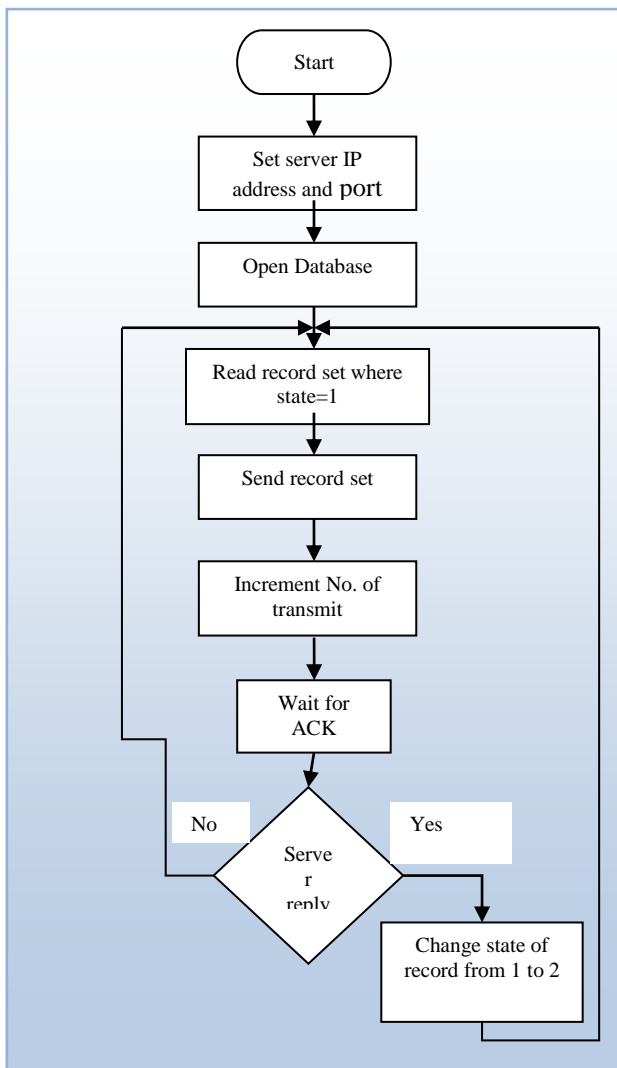 Start
Set server IP
address and port
Open Database
Read record set where
state=1
Send record set
Increment No. of
transmit
Wait for
ACK
No
Yes
Serve
r
reply
Change state of
record from 1 to 2